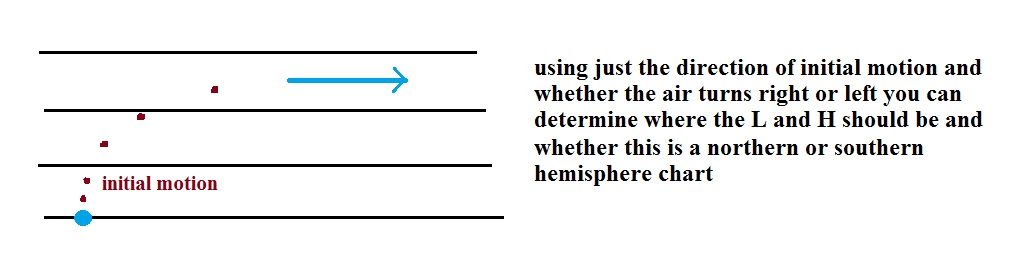 using just the direction of initial motion and
whether the air turns right or left you can
determine where the L and H should be and
whether this is a northern or southern
hemisphere chart
initial motion